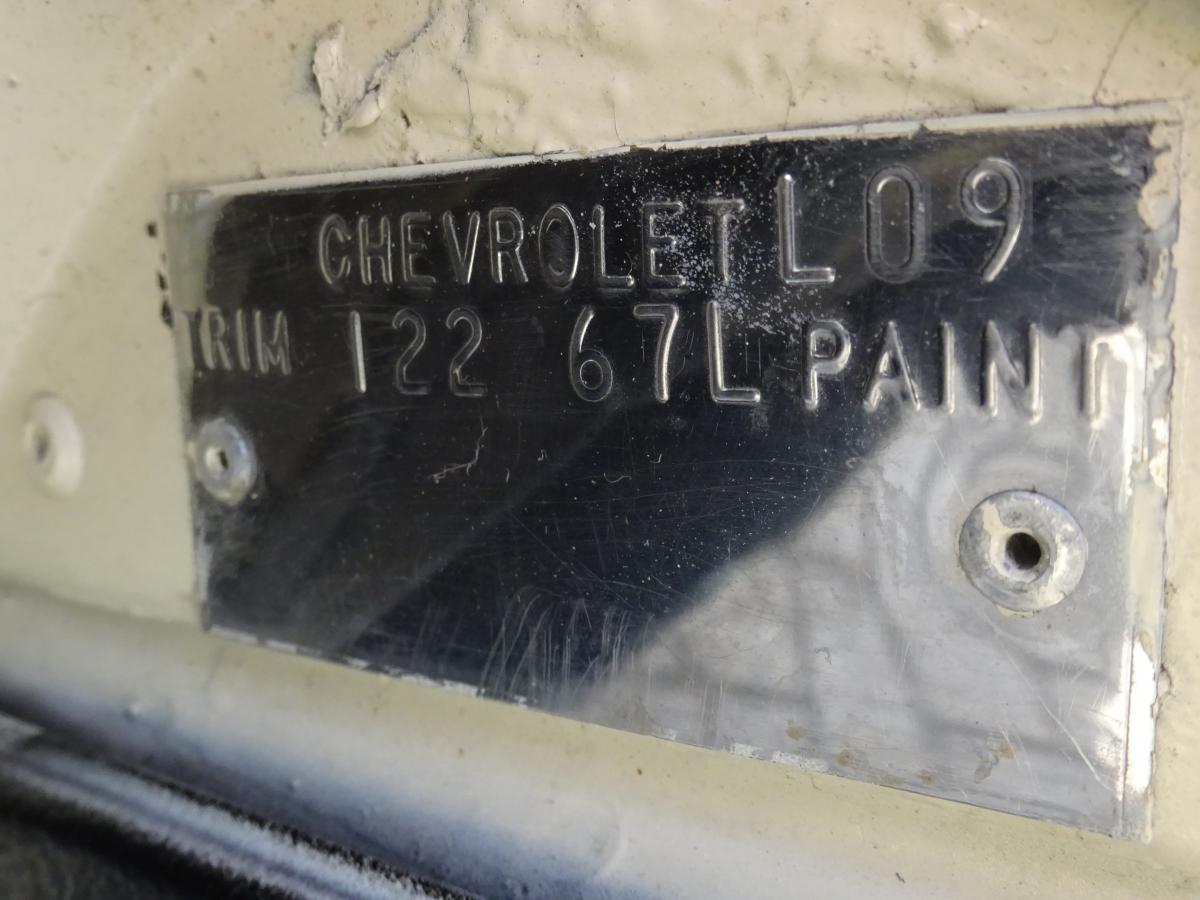 CHEVROLET L09
TRIM 122 67L PAINT